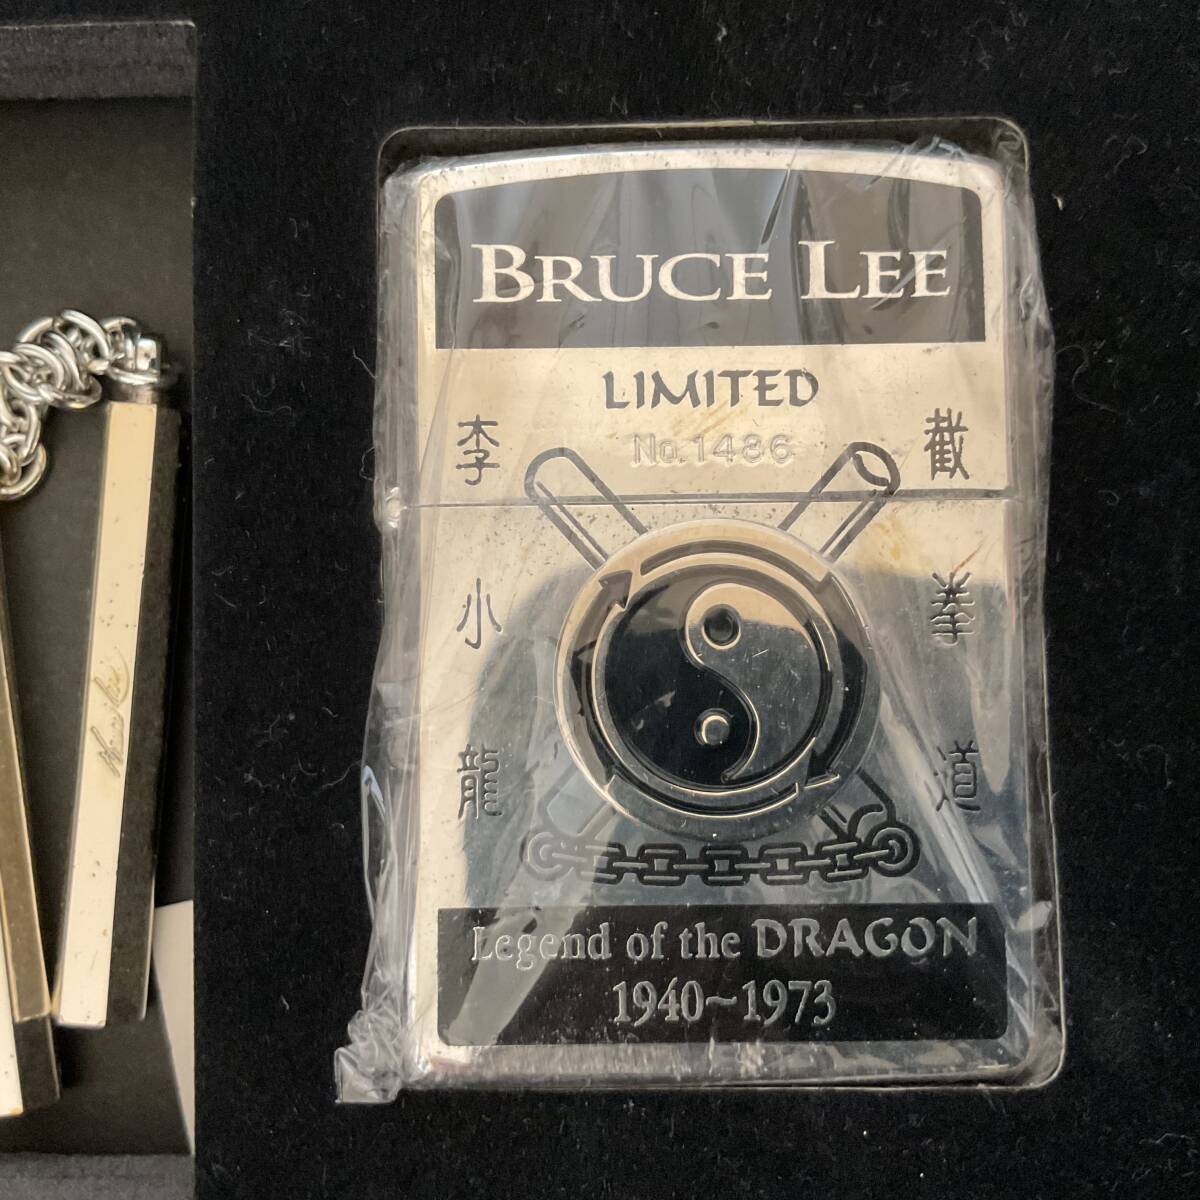 BRUCE LEE
LIMITED
No.1486
李小龍
截拳道
Legend of the DRAGON
1940~1973